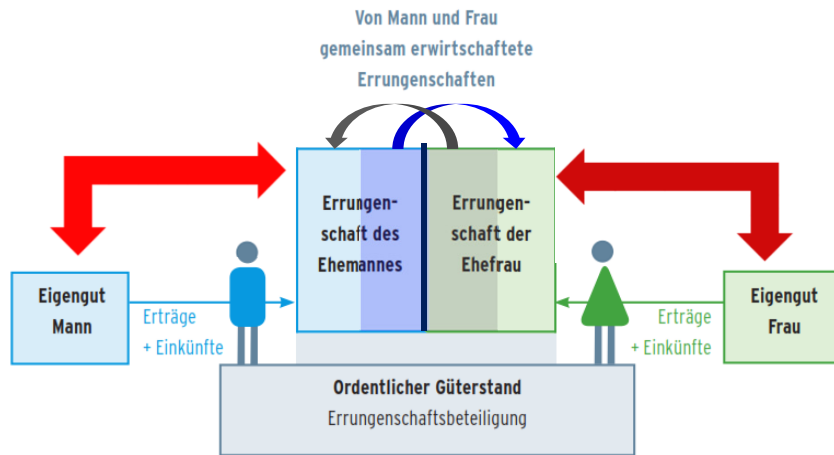 Von Mann und Frau
gemeinsam erwirtschaftete
Errungenschaften
Errungen-
schaft des
Ehemannes
Errungen-
schaft der
Ehefrau
Eigengut
Mann
Erträge
+ Einkünfte
Erträge
+ Einkünfte
Eigengut
Frau
Ordentlicher Güterstand
Errungenschaftsbeteiligung